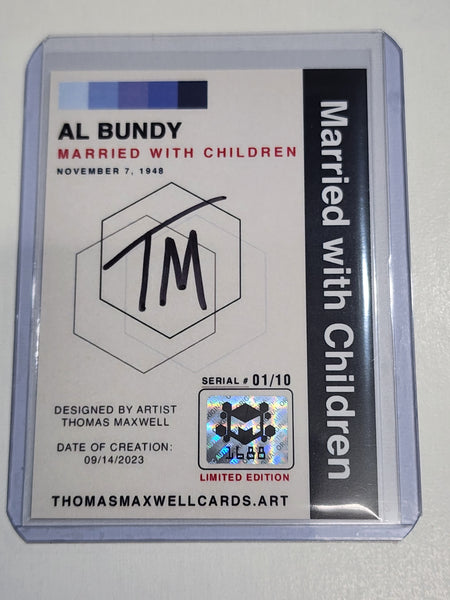 AL BUNDY
MARRIED WITH CHILDREN
NOVEMBER 7, 1948
TM
SERIAL # 01/10
DESIGNED BY ARTIST
THOMAS MAXWELL
DATE OF CREATION:
09/14/2023
1688
LIMITED EDITION
THOMASMAXWELLCARDS.ART
Married with Children